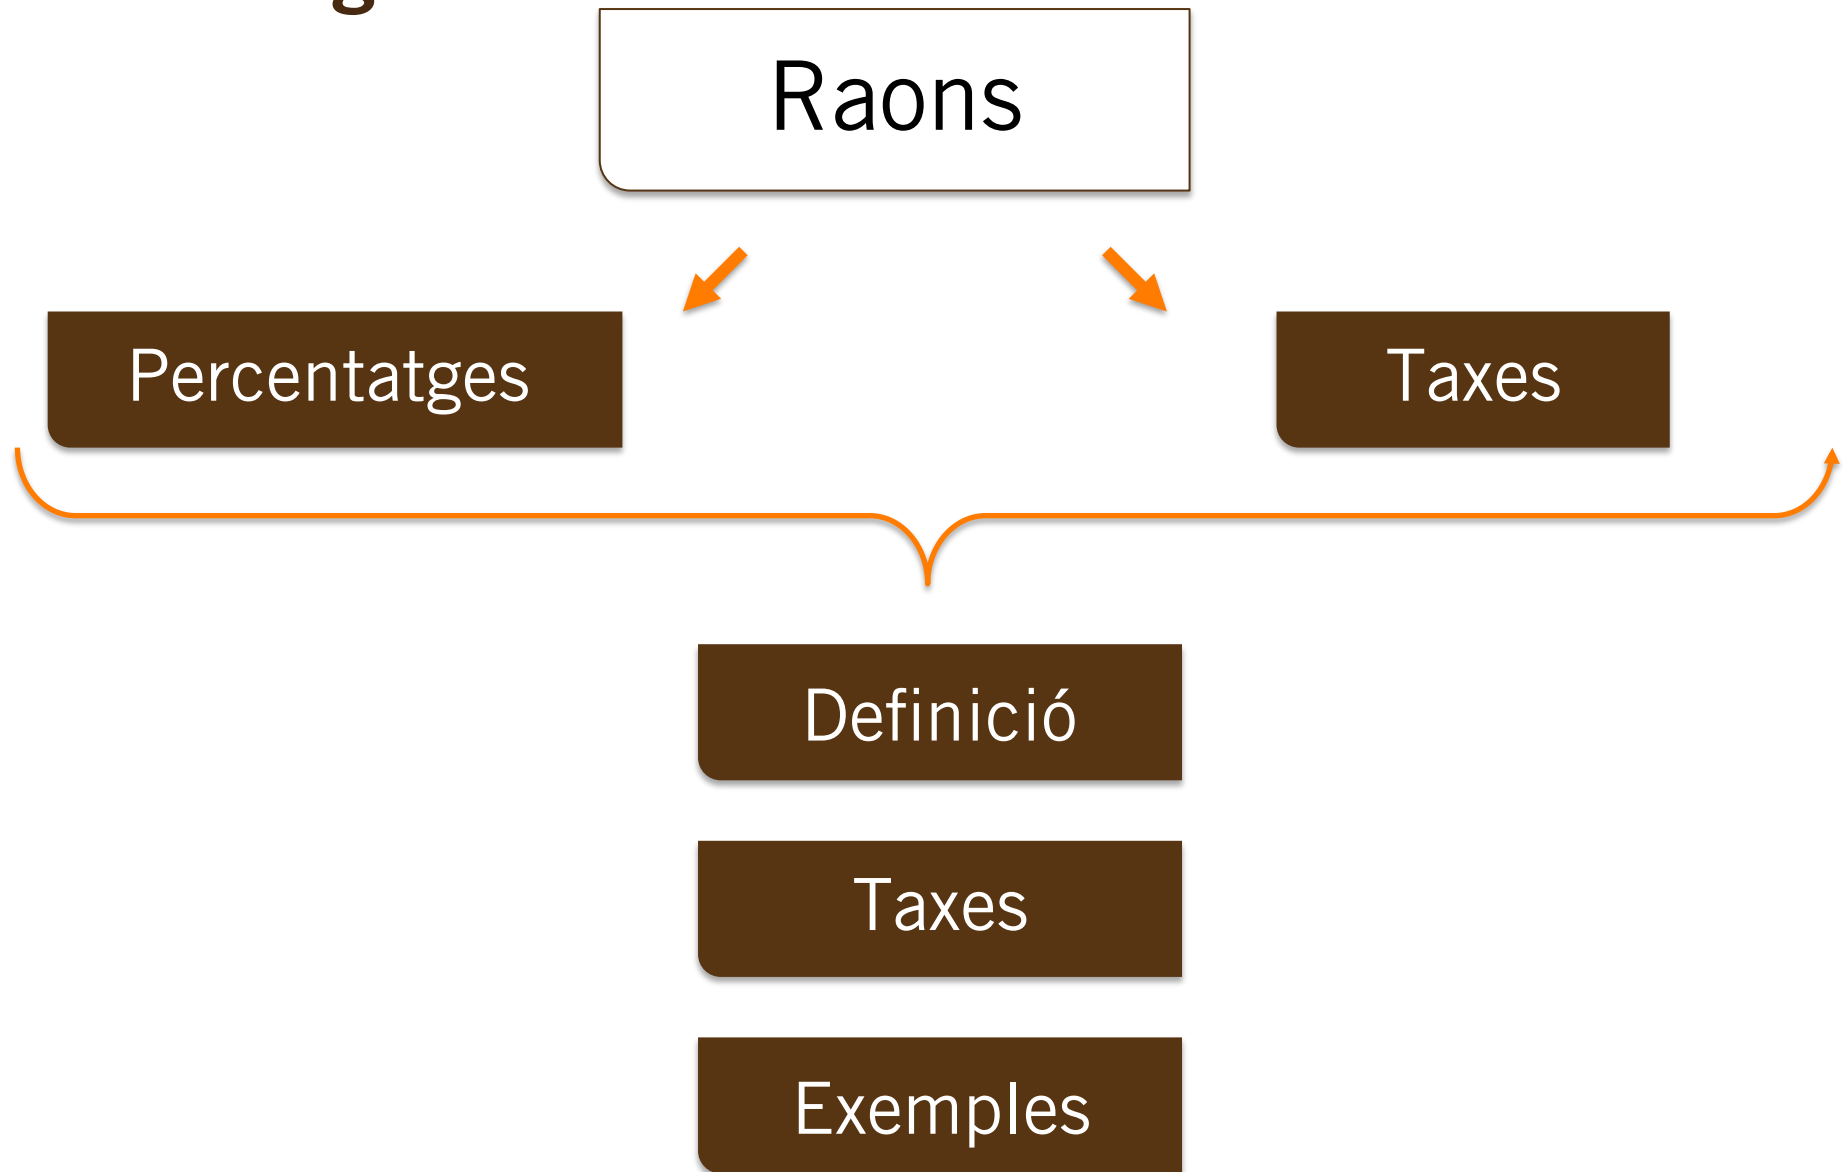 Raons
Percentatges
Taxes
Definició
Taxes
Exemples